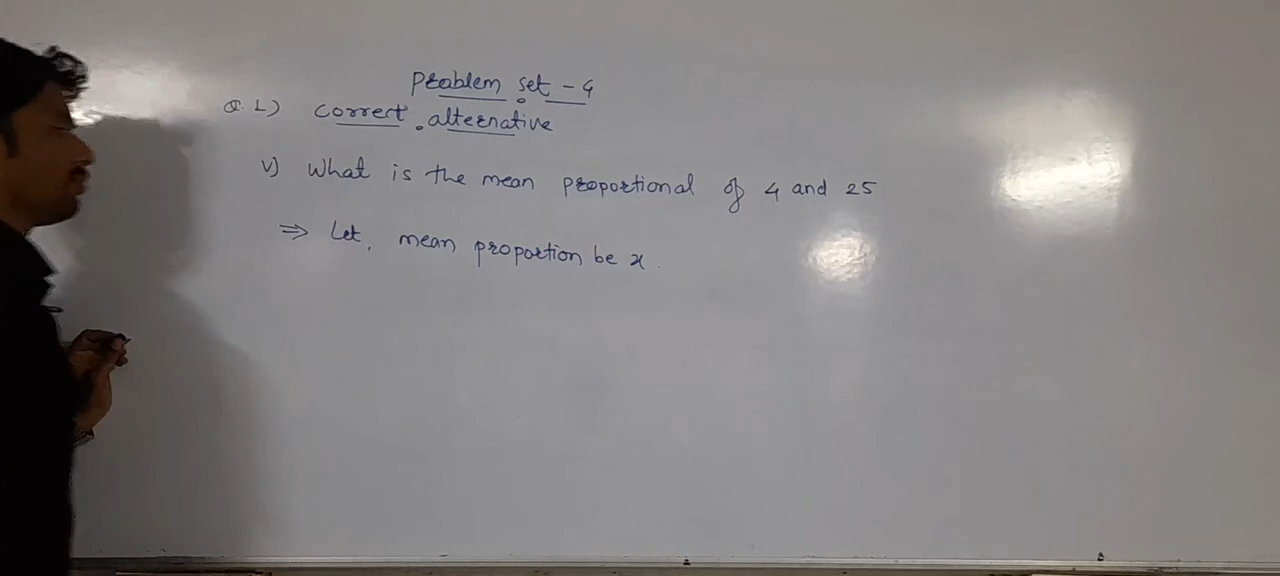 Problem set - 4
Q. 1) correct alternative
v) What is the mean proportional of 4 and 25
⇒ Let, mean proportion be x.